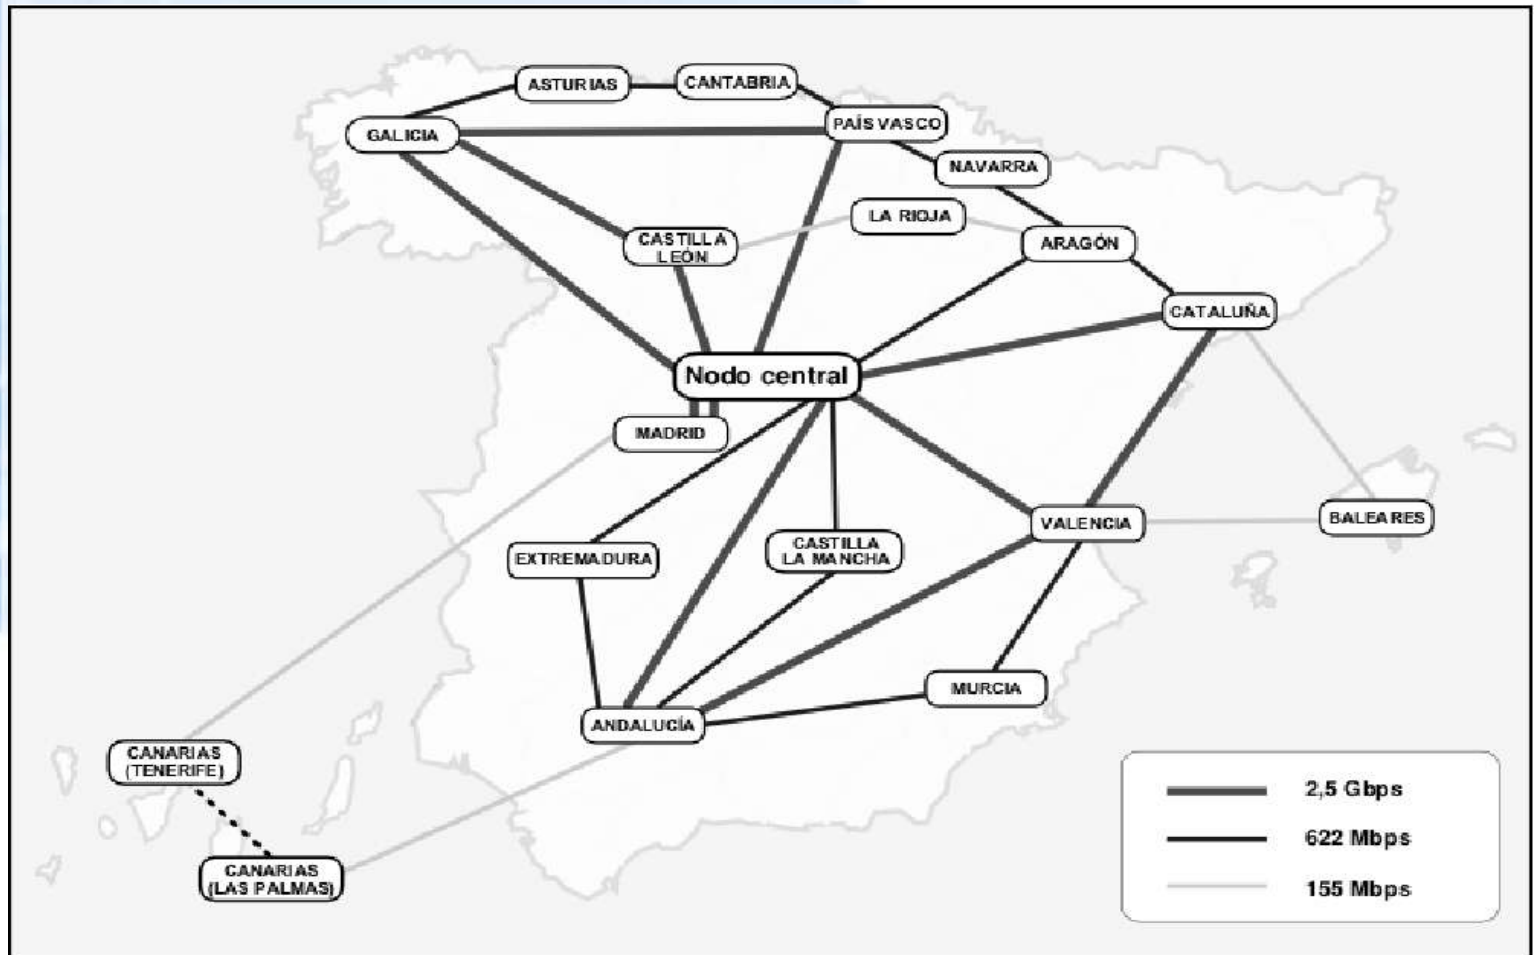 ASTURIAS
CANTABRIA
GALICIA
PAÍS VASCO
NAVARRA
LA RIOJA
CASTILLA
LEÓN
ARAGÓN
CATALUÑA
Nodo central
MADRID
VALENCIA
BALEARES
EXTREMADURA
CASTILLA
LA MANCHA
MURCIA
ANDALUCÍA
CANARIAS
(TENERIFE)
CANARIAS
(LAS PALMAS)
2,5 Gbps
622 Mbps
155 Mbps